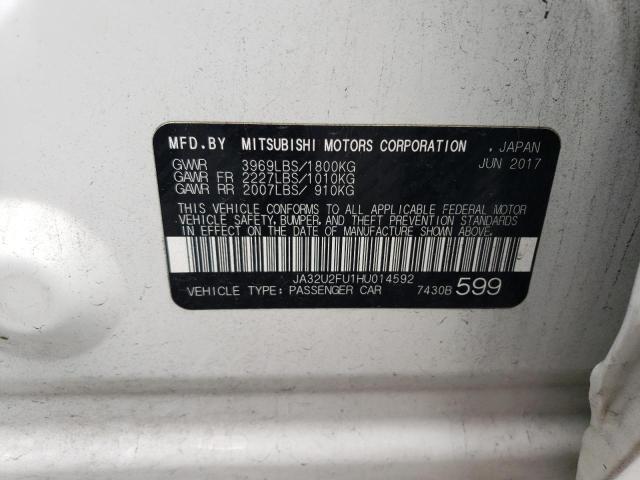 MFD.BY MITSUBISHI MOTORS CORPORATION . JAPAN
GVWR 3969LBS/1800KG JUN 2017
GAWR FR 2227LBS/1010KG
GAWR RR 2007LBS/ 910KG
THIS VEHICLE CONFORMS TO ALL APPLICABLE FEDERAL MOTOR
VEHICLE SAFETY, BUMPER, AND THEFT PREVENTION STANDARDS
IN EFFECT ON THE DATE OF MANUFACTURE SHOWN ABOVE.
JA32U2FU1HU014592
VEHICLE TYPE: PASSENGER CAR 7430B 599